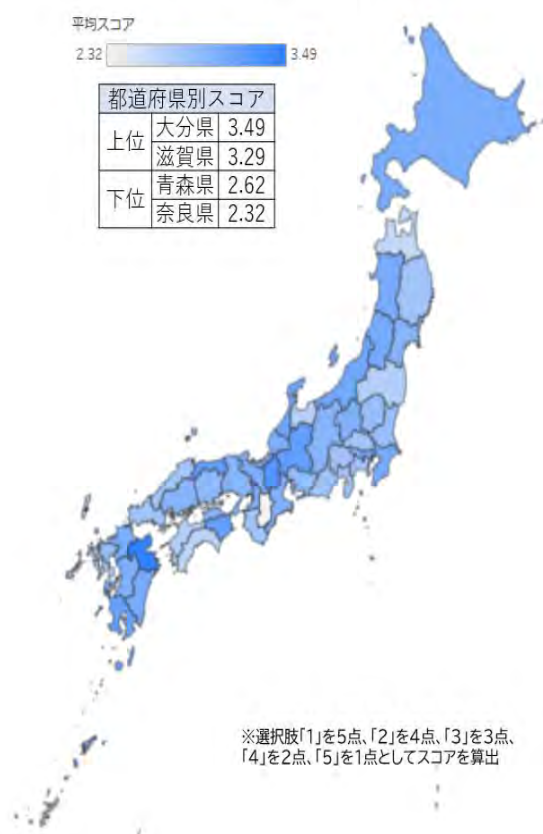 平均スコア
2.32 3.49
都道府県別スコア
上位 大分県 3.49
滋賀県 3.29
下位 青森県 2.62
奈良県 2.32
※選択肢「1」を5点、「2」を4点、「3」を3点、
「4」を2点、「5」を1点としてスコアを算出